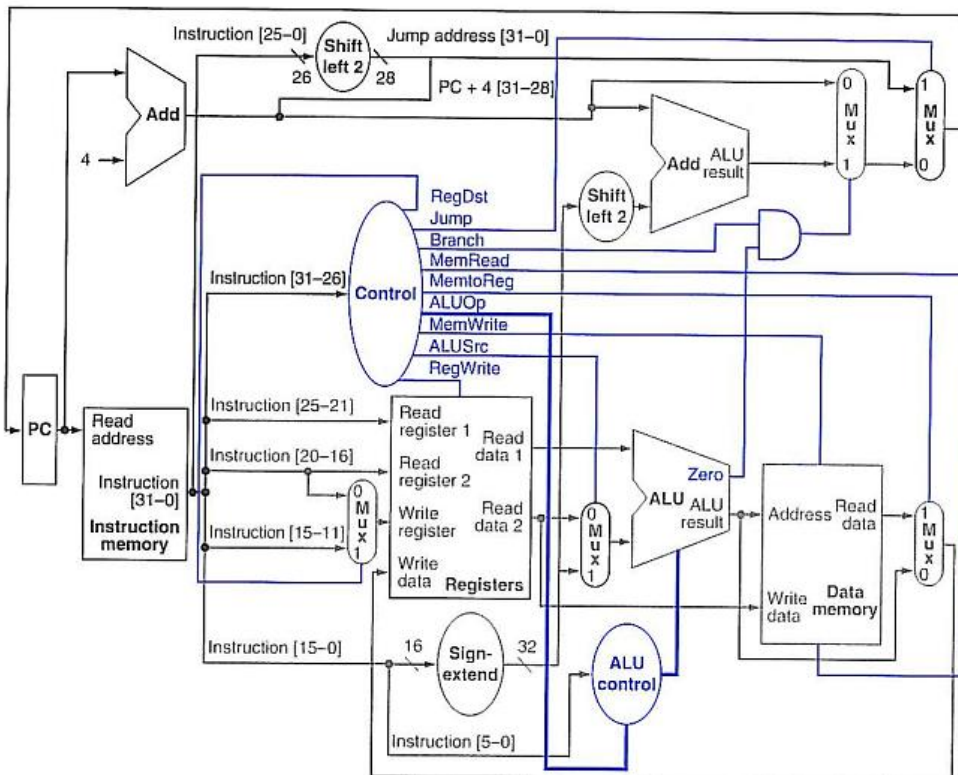 Instruction [25–0]
Shift
left 2
Jump address [31–0]
26
28
PC + 4 [31–28]
Add
4
0
M
u
x
1
1
M
u
x
0
Add
ALU
result
Shift
left 2
RegDst
Jump
Branch
MemRead
MemtoReg
ALUOp
MemWrite
ALUSrc
RegWrite
Instruction [31–26]
Control
PC
Read
address
Instruction
[31–0]
Instruction
memory
Instruction [25–21]
Instruction [20–16]
Instruction [15–11]
0
M
u
x
1
Read
register 1
Read
register 2
Write
register
Write
data
Read
data 1
Read
data 2
Registers
0
M
u
x
1
Zero
ALU
ALU
result
Address
Read
data
Write
data
Data
memory
1
M
u
x
0
Instruction [15–0]
16
Sign-
extend
32
ALU
control
Instruction [5–0]